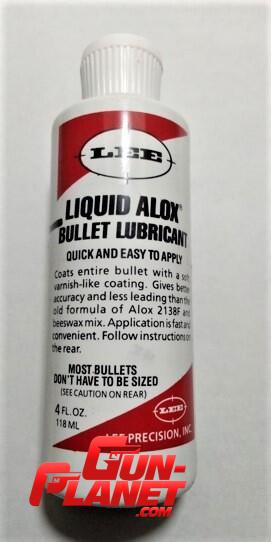 LEE
LIQUID ALOX®
BULLET LUBRICANT
QUICK AND EASY TO APPLY
Coats entire bullet with a soft
varnish-like coating. Gives better
accuracy and less leading than the
old formula of Alox 2138F and
beeswax mix. Application is fast and
convenient. Follow instructions on
the rear.
MOST BULLETS
DON'T HAVE TO BE SIZED
(SEE CAUTION ON REAR)
4 FL. OZ.
118 ML
LEE
LEE PRECISION, INC.
GUN-
PLANET
.COM